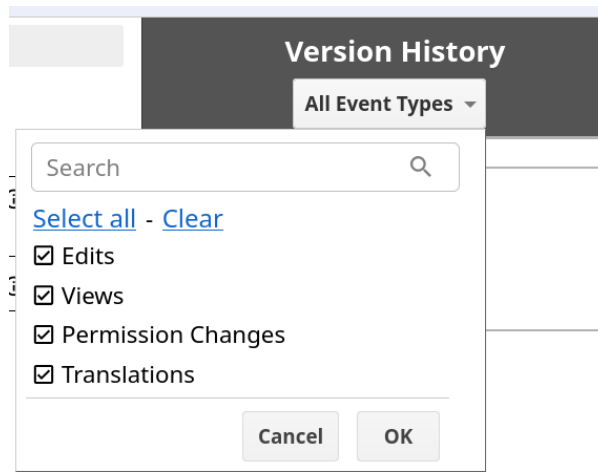 Version History
All Event Types
Search
Select all - Clear
Edits
Views
Permission Changes
Translations
Cancel OK